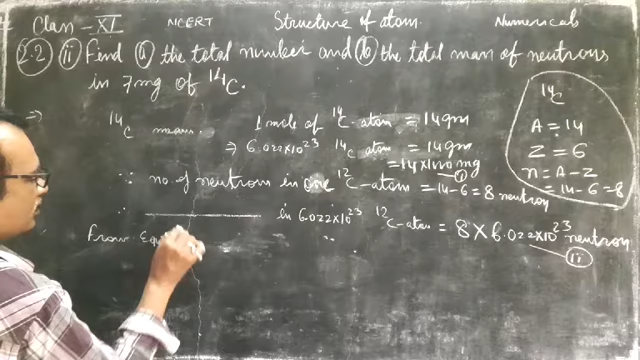 Class - XI NCERT Structure of atom. Numericals
2.2 ii Find (a) the total number and (b) the total mass of neutrons
in 7mg of 14C.
14C
A = 14
Z = 6
n = A - Z
= 14 - 6 = 8
⇒ 14C means. 1 mole of 14C-atom = 14gm
⇒ 6.022×10^23 14C atom = 14gm
= 14×1000 mg (i)
∵ no. of neutron in one 12C-atom = 14-6 = 8 neutron
∴ ———— in 6.022×10^23 12C-atom = 8×6.022×10^23 neutron (ii)
From Equ